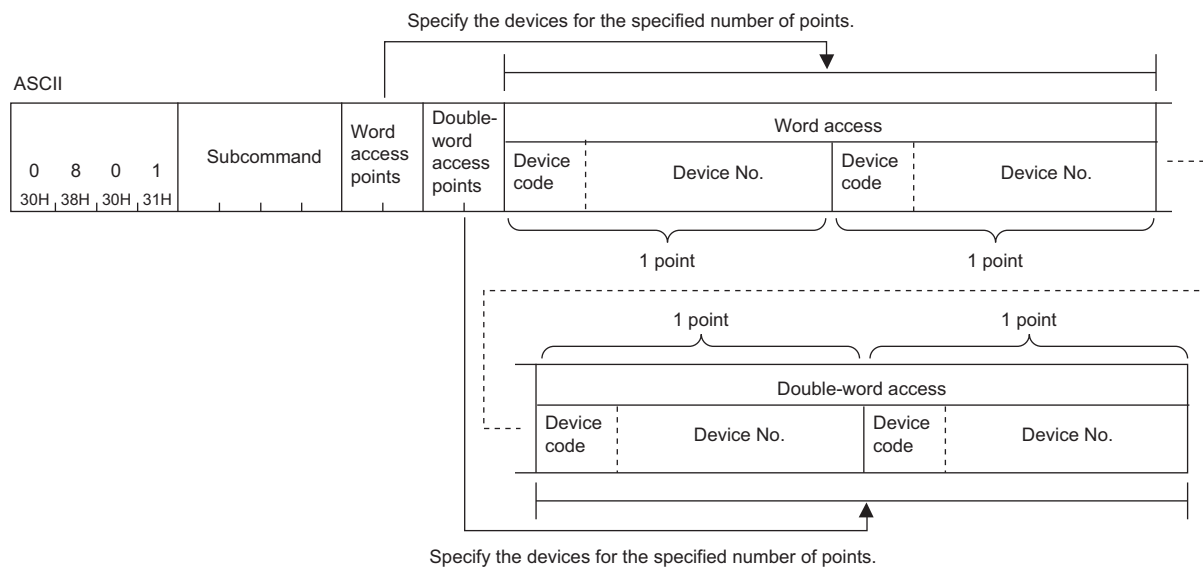 Specify the devices for the specified number of points.
ASCII
0 8 0 1
30H 38H 30H 31H
Subcommand
Word
access
points
Double-
word
access
points
Word access
Device
code
Device No.
Device
code
Device No.
1 point
1 point
1 point
1 point
Double-word access
Device
code
Device No.
Device
code
Device No.
Specify the devices for the specified number of points.